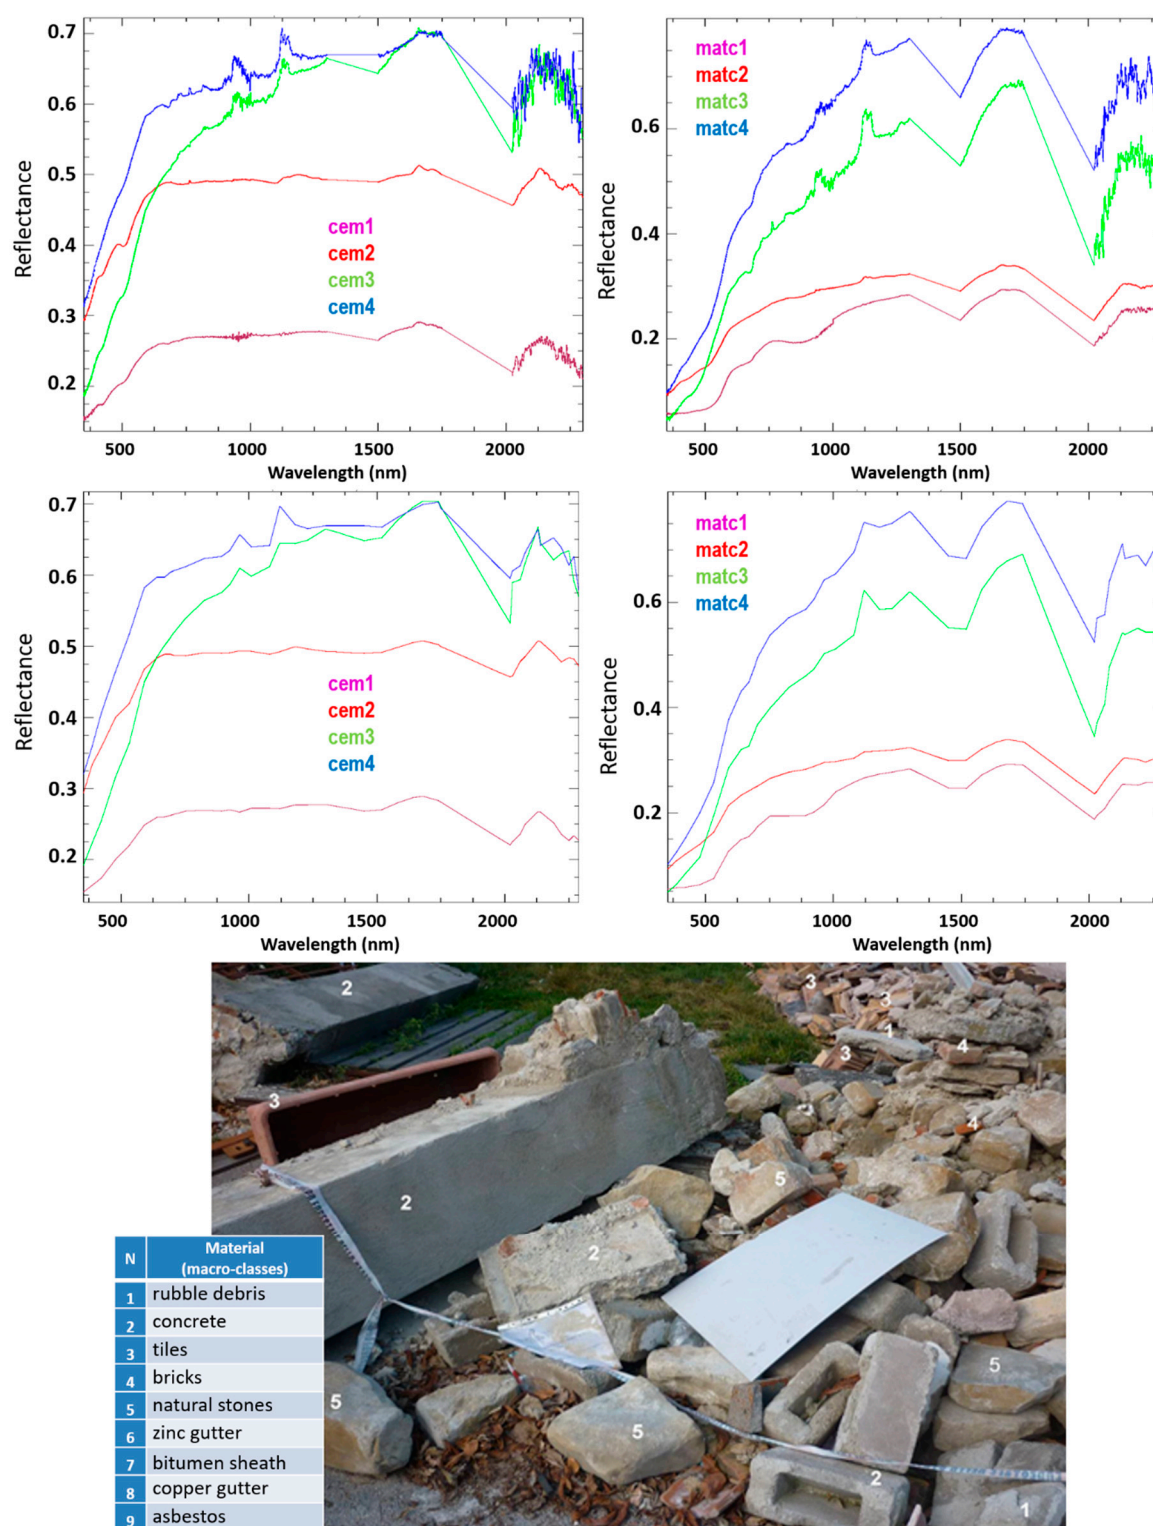 0.7
0.6
0.5
0.4
0.3
0.2
Reflectance
cem1
cem2
cem3
cem4
500
1000
1500
2000
Wavelength (nm)
matc1
matc2
matc3
matc4
0.6
0.4
0.2
Reflectance
500
1000
1500
2000
Wavelength (nm)
0.7
0.6
0.5
0.4
0.3
0.2
Reflectance
cem1
cem2
cem3
cem4
500
1000
1500
2000
Wavelength (nm)
matc1
matc2
matc3
matc4
0.6
0.4
0.2
Reflectance
500
1000
1500
2000
Wavelength (nm)
2
3
3
1
3
4
3
4
2
5
2
5
5
5
2
1
N Material
(macro-classes)
1 rubble debris
2 concrete
3 tiles
4 bricks
5 natural stones
6 zinc gutter
7 bitumen sheath
8 copper gutter
9 asbestos